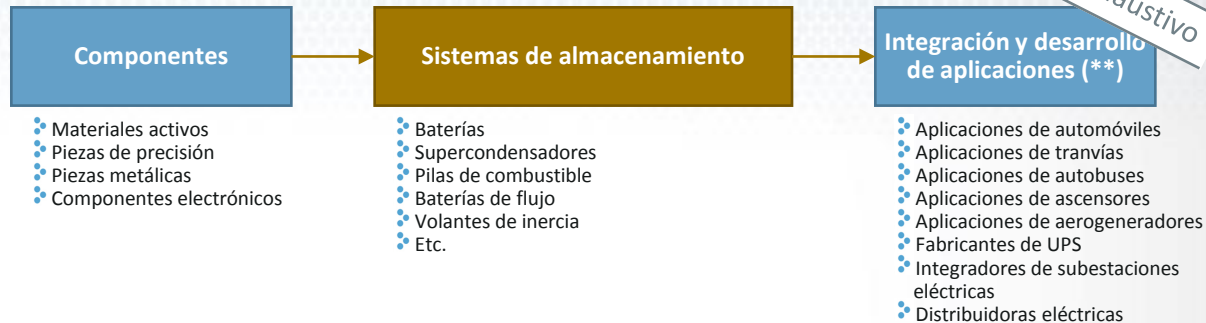 Componentes
Materiales activos
Piezas de precisión
Piezas metálicas
Componentes electrónicos
Sistemas de almacenamiento
Baterías
Supercondensadores
Pilas de combustible
Baterías de flujo
Volantes de inercia
Etc.
Integración y desarrollo
de aplicaciones (**)
Aplicaciones de automóviles
Aplicaciones de tranvías
Aplicaciones de autobuses
Aplicaciones de ascensores
Aplicaciones de aerogeneradores
Fabricantes de UPS
Integradores de subestaciones
eléctricas
Distribuidoras eléctricas